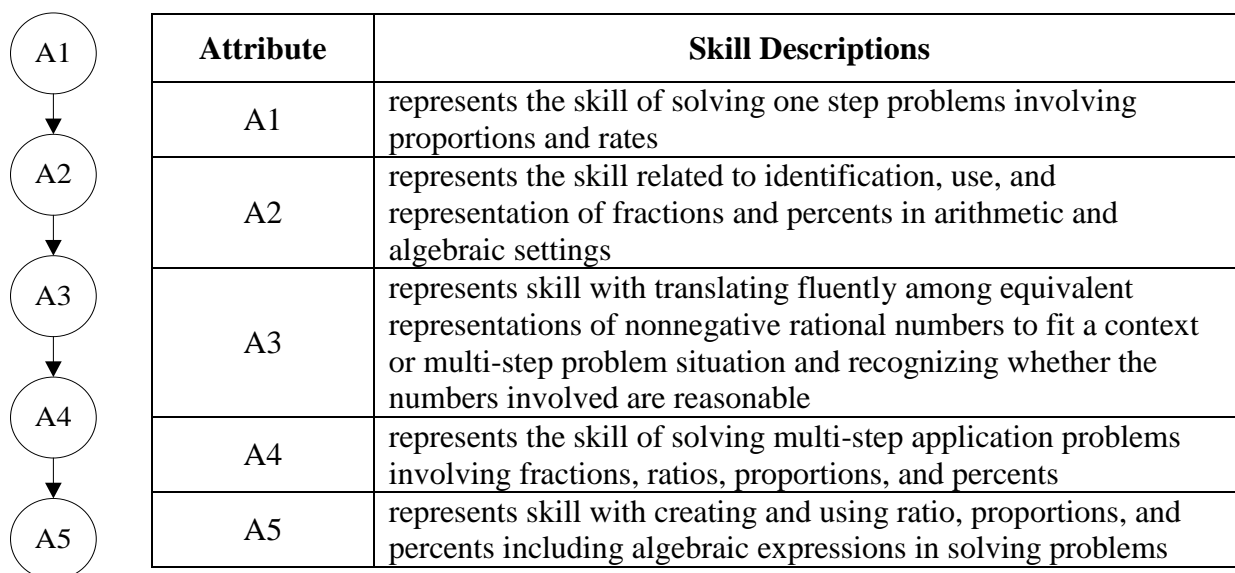 A1
A2
A3
A4
A5
Attribute Skill Descriptions
A1
represents the skill of solving one step problems involving
proportions and rates
A2
represents the skill related to identification, use, and
representation of fractions and percents in arithmetic and
algebraic settings
A3
represents skill with translating fluently among equivalent
representations of nonnegative rational numbers to fit a context
or multi-step problem situation and recognizing whether the
numbers involved are reasonable
A4
represents the skill of solving multi-step application problems
involving fractions, ratios, proportions, and percents
A5
represents skill with creating and using ratio, proportions, and
percents including algebraic expressions in solving problems